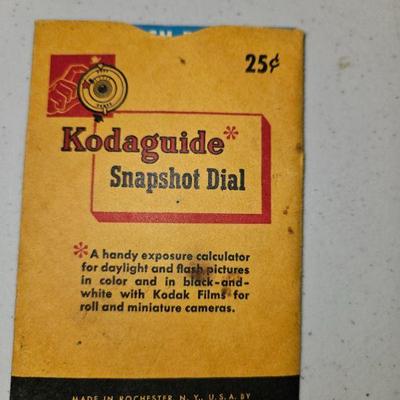 25¢
Kodaguide*
Snapshot Dial
*A handy exposure calculator
for daylight and flash pictures
in color and in black-and-
white with Kodak Films for
roll and miniature cameras.
MADE IN ROCHESTER, N. Y., U.S.A. BY